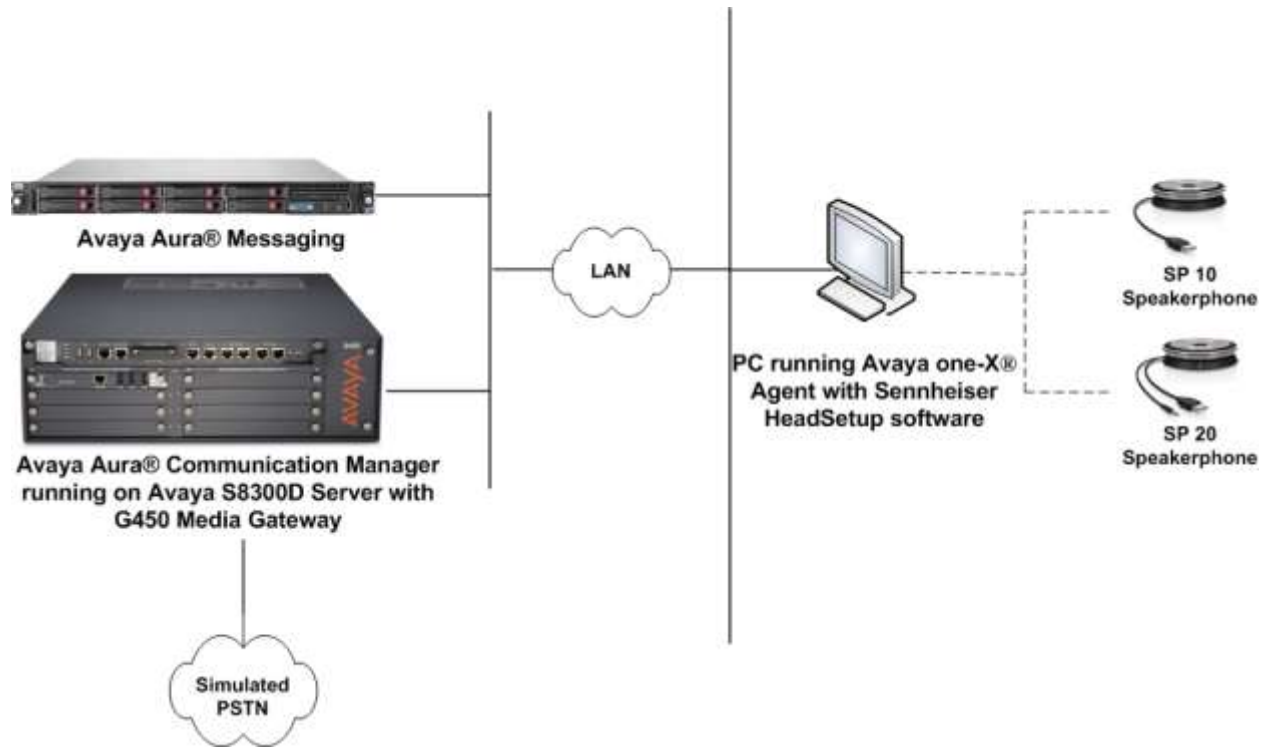 Avaya Aura® Messaging
AVAYA
Avaya Aura® Communication Manager
running on Avaya S8300D Server with
G450 Media Gateway
Simulated
PSTN
LAN
PC running Avaya one-X®
Agent with Sennheiser
HeadSetup software
SP 10
Speakerphone
SP 20
Speakerphone